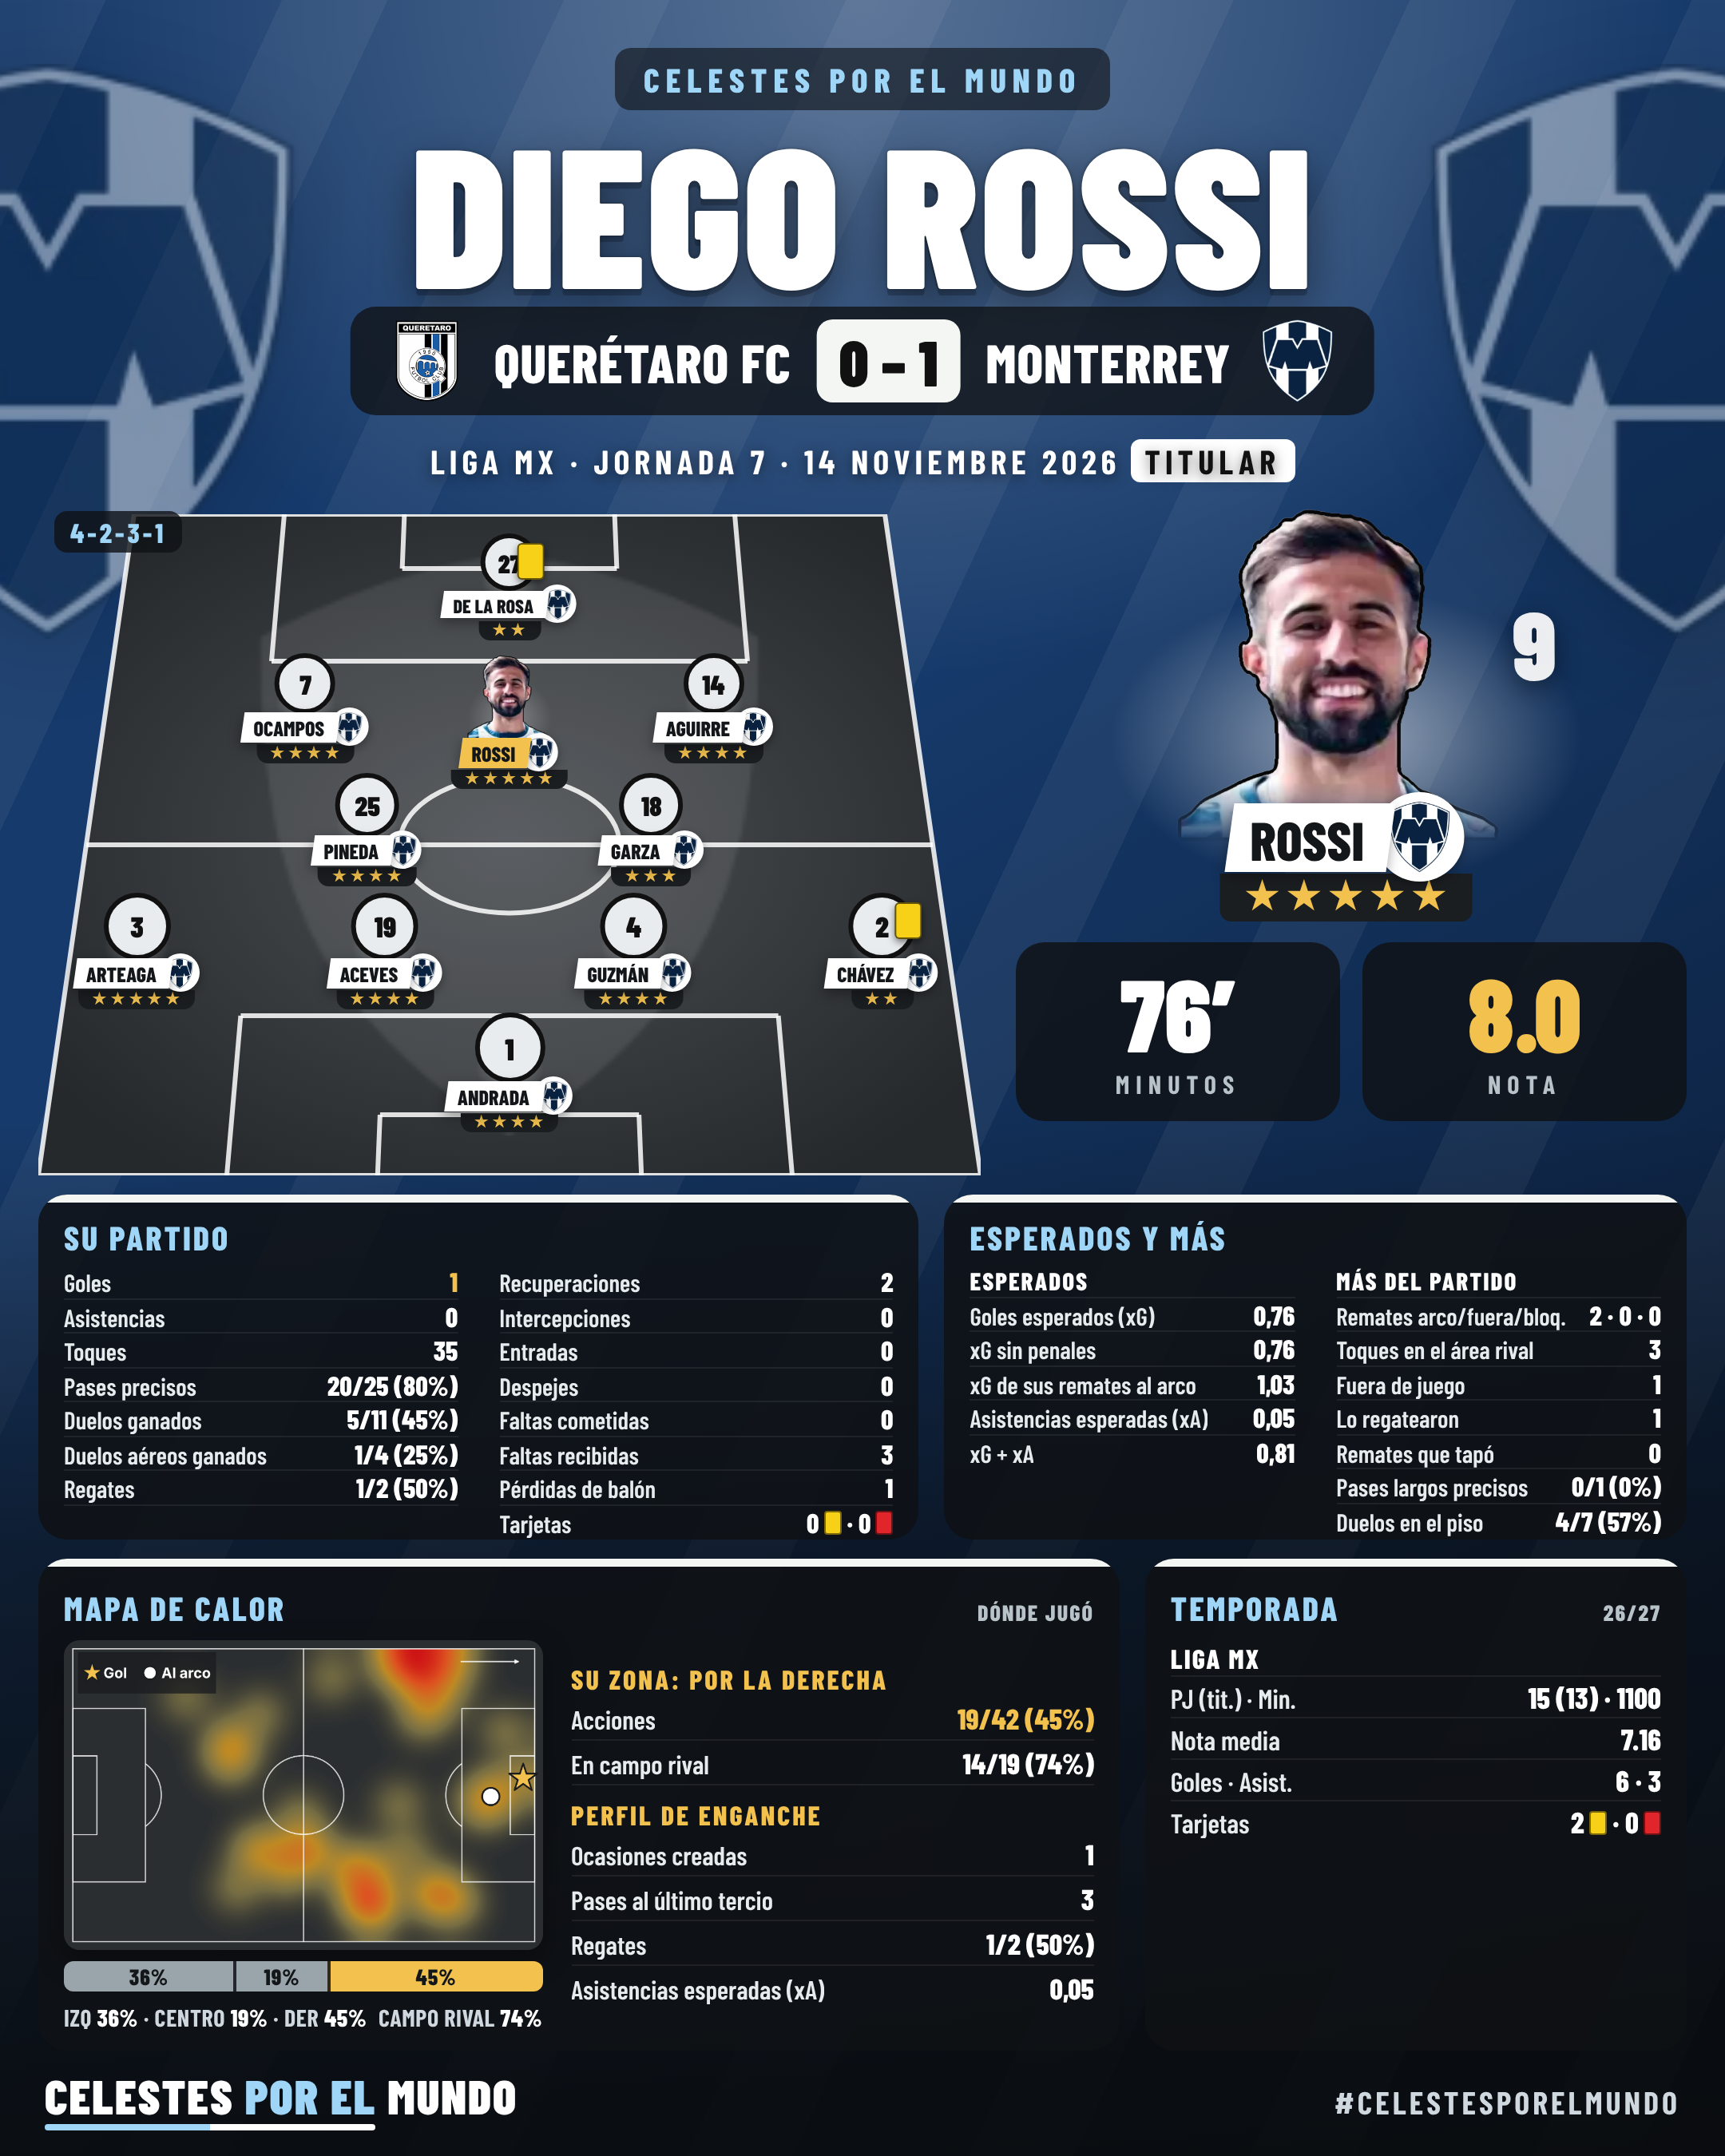 CELESTES POR EL MUNDO
DIEGO ROSSI
QUERETARO
QUERÉTARO FC 0 - 1 MONTERREY
LIGA MX · JORNADA 7 · 14 NOVIEMBRE 2026 TITULAR
4-2-3-1
27
DE LA ROSA
7
OCAMPOS
ROSSI
14
AGUIRRE
25
PINEDA
18
GARZA
3
ARTEAGA
19
ACEVES
4
GUZMÁN
2
CHÁVEZ
1
ANDRADA
9
ROSSI
76’
MINUTOS
8.0
NOTA
SU PARTIDO
Goles 1
Asistencias 0
Toques 35
Pases precisos 20/25 (80%)
Duelos ganados 5/11 (45%)
Duelos aéreos ganados 1/4 (25%)
Regates 1/2 (50%)
Recuperaciones 2
Intercepciones 0
Entradas 0
Despejes 0
Faltas cometidas 0
Faltas recibidas 3
Pérdidas de balón 1
Tarjetas 0 · 0
ESPERADOS Y MÁS
ESPERADOS
Goles esperados (xG) 0,76
xG sin penales 0,76
xG de sus remates al arco 1,03
Asistencias esperadas (xA) 0,05
xG + xA 0,81
MÁS DEL PARTIDO
Remates arco/fuera/bloq. 2 · 0 · 0
Toques en el área rival 3
Fuera de juego 1
Lo regatearon 1
Remates que tapó 0
Pases largos precisos 0/1 (0%)
Duelos en el piso 4/7 (57%)
MAPA DE CALOR DÓNDE JUGÓ
Gol Al arco
36% 19% 45%
IZQ 36% · CENTRO 19% · DER 45% CAMPO RIVAL 74%
SU ZONA: POR LA DERECHA
Acciones 19/42 (45%)
En campo rival 14/19 (74%)
PERFIL DE ENGANCHE
Ocasiones creadas 1
Pases al último tercio 3
Regates 1/2 (50%)
Asistencias esperadas (xA) 0,05
TEMPORADA 26/27
LIGA MX
PJ (tit.) · Min. 15 (13) · 1100
Nota media 7.16
Goles · Asist. 6 · 3
Tarjetas 2 · 0
CELESTES POR EL MUNDO
#CELESTESPORELMUNDO